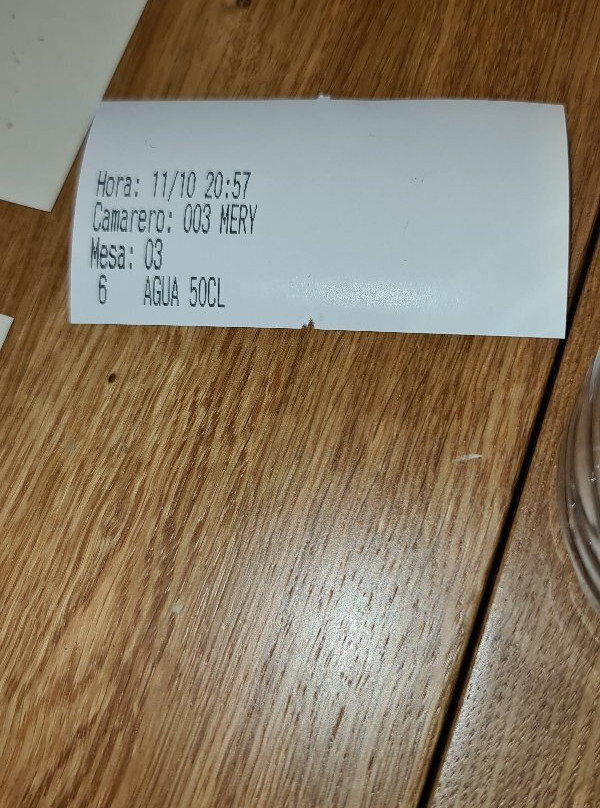 Hora: 11/10 20:57
Camarero: 003 MERY
Mesa: 03
6 AGUA 50CL